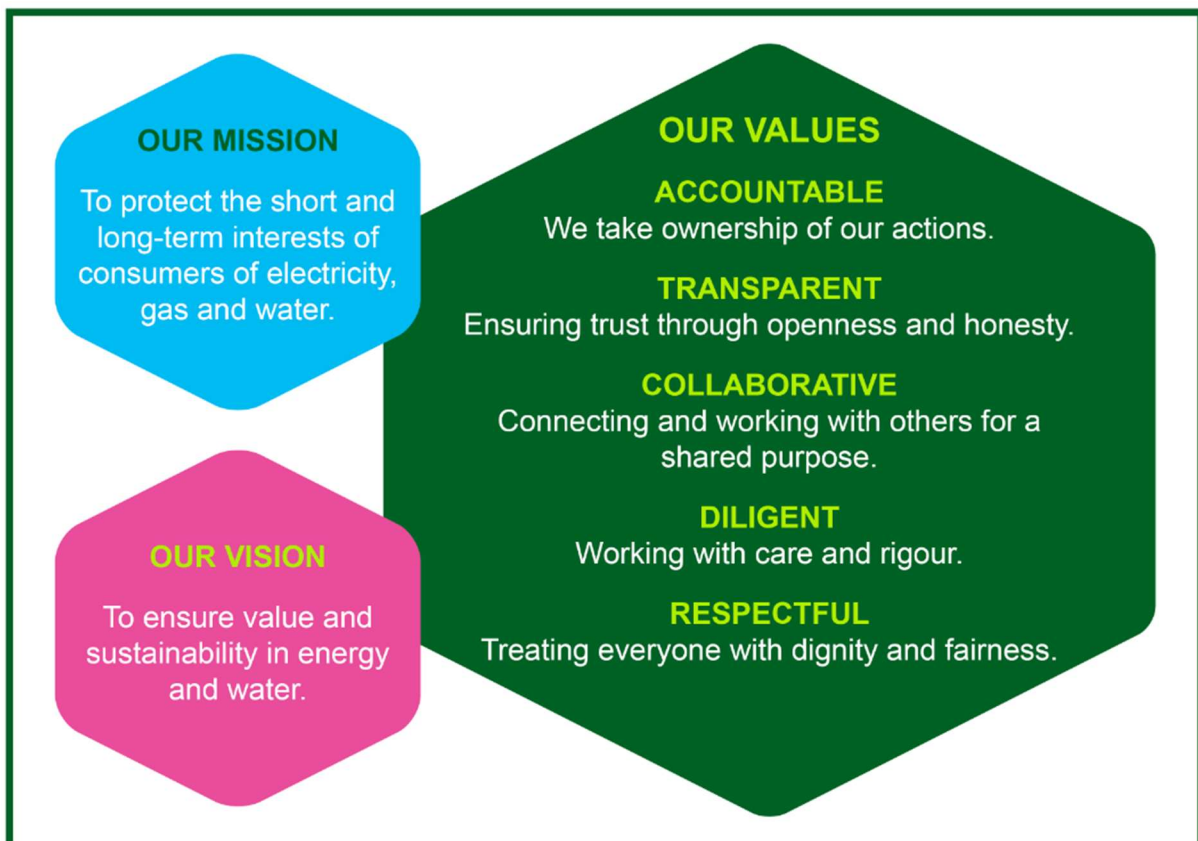 OUR MISSION
To protect the short and
long-term interests of
consumers of electricity,
gas and water.
OUR VISION
To ensure value and
sustainability in energy
and water.
OUR VALUES
ACCOUNTABLE
We take ownership of our actions.
TRANSPARENT
Ensuring trust through openness and honesty.
COLLABORATIVE
Connecting and working with others for a
shared purpose.
DILIGENT
Working with care and rigour.
RESPECTFUL
Treating everyone with dignity and fairness.